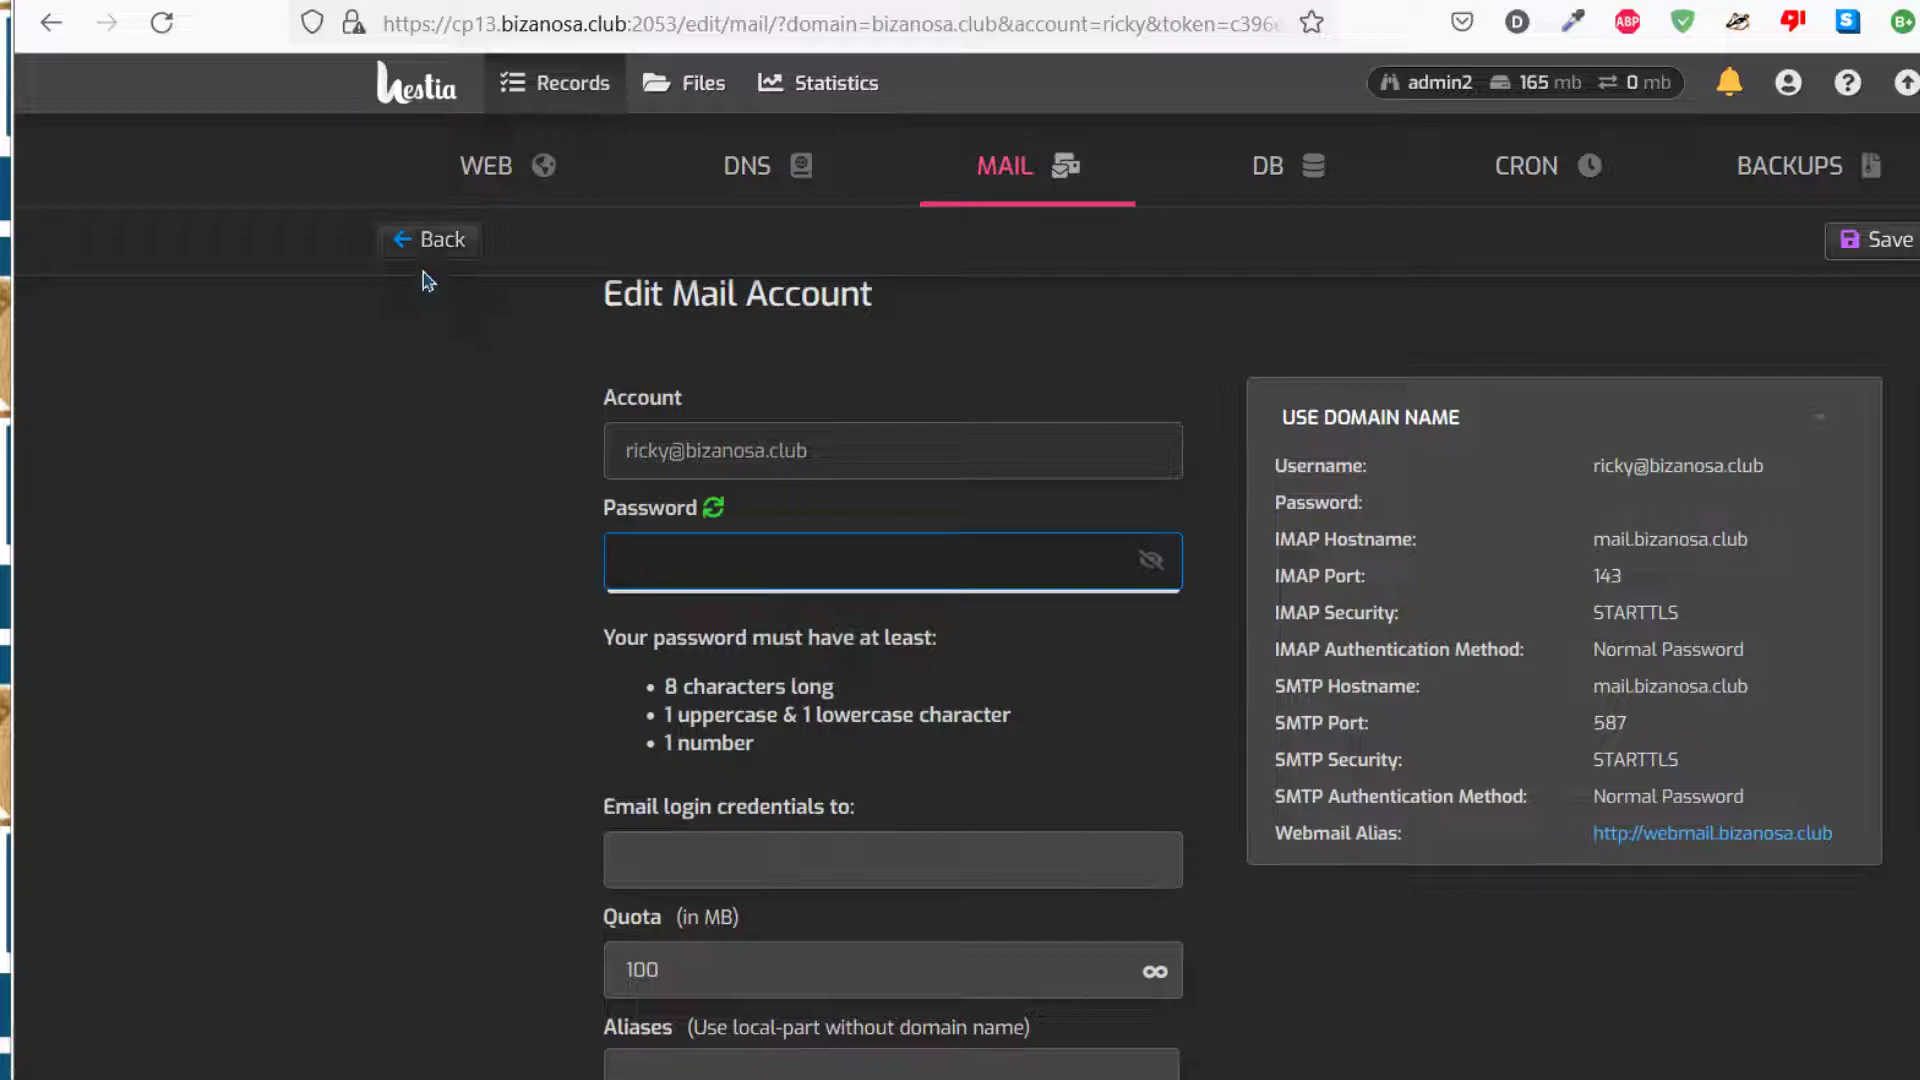 https://cp13.bizanosa.club:2053/edit/mail/?domain=bizanosa.club&account=ricky&token=c396
D ABP S B+
hestia Records Files Statistics admin2 165 mb 0 mb
WEB DNS MAIL DB CRON BACKUPS
Back Save
Edit Mail Account
Account
ricky@bizanosa.club
Password
Your password must have at least:
• 8 characters long
• 1 uppercase & 1 lowercase character
• 1 number
Email login credentials to:
Quota (in MB)
100
Aliases (Use local-part without domain name)
USE DOMAIN NAME
Username: ricky@bizanosa.club
Password:
IMAP Hostname: mail.bizanosa.club
IMAP Port: 143
IMAP Security: STARTTLS
IMAP Authentication Method: Normal Password
SMTP Hostname: mail.bizanosa.club
SMTP Port: 587
SMTP Security: STARTTLS
SMTP Authentication Method: Normal Password
Webmail Alias: http://webmail.bizanosa.club